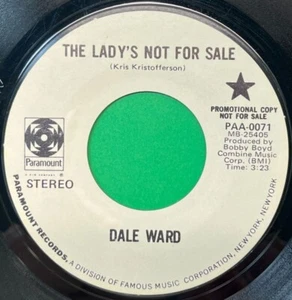 THE LADY'S NOT FOR SALE
(Kris Kristofferson)
PROMOTIONAL COPY
NOT FOR SALE
PAA-0071
MB-25405
Produced by
Bobby Boyd
Combine Music
Corp. (BMI)
Time: 3:23
Paramount
STEREO
DALE WARD
PARAMOUNT RECORDS, A DIVISION OF FAMOUS MUSIC CORPORATION, NEW YORK, NEW YORK